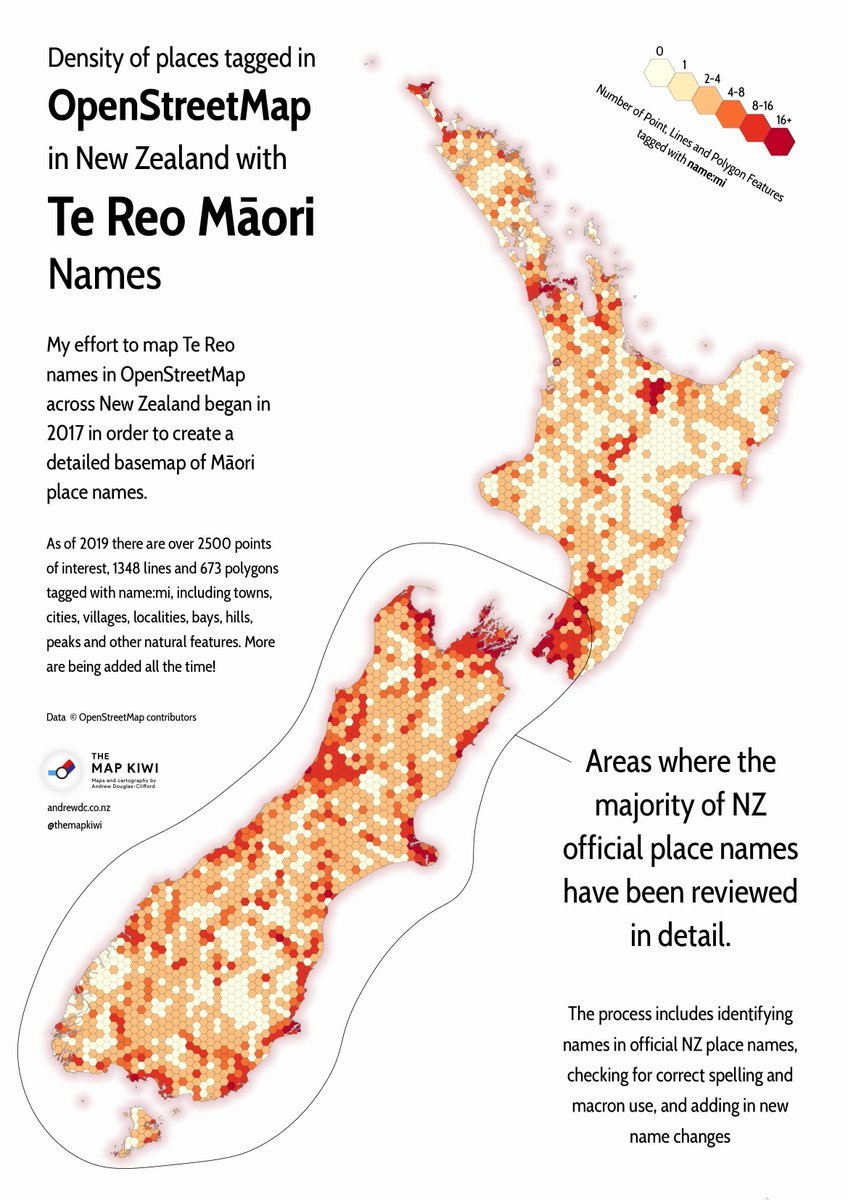 Density of places tagged in
OpenStreetMap
in New Zealand with
Te Reo Māori
Names
My effort to map Te Reo
names in OpenStreetMap
across New Zealand began in
2017 in order to create a
detailed basemap of Māori
place names.
As of 2019 there are over 2500 points
of interest, 1348 lines and 673 polygons
tagged with name:mi, including towns,
cities, villages, localities, bays, hills,
peaks and other natural features. More
are being added all the time!
Data © OpenStreetMap contributors
THE
MAP KIWI
Maps and cartography by
Andrew Douglas-Clifford
andrewdc.co.nz
@themapkiwi
0
1
2-4
4-8
8-16
16+
Number of Point, Lines and Polygon Features
tagged with name:mi
Areas where the
majority of NZ
official place names
have been reviewed
in detail.
The process includes identifying
names in official NZ place names,
checking for correct spelling and
macron use, and adding in new
name changes